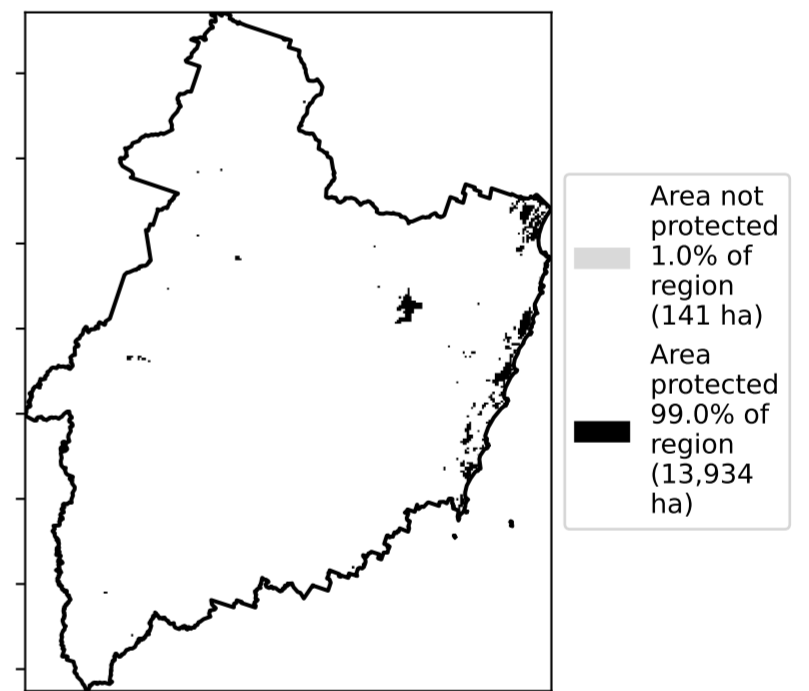 Area not
protected
1.0% of
region
(141 ha)
Area
protected
99.0% of
region
(13,934
ha)